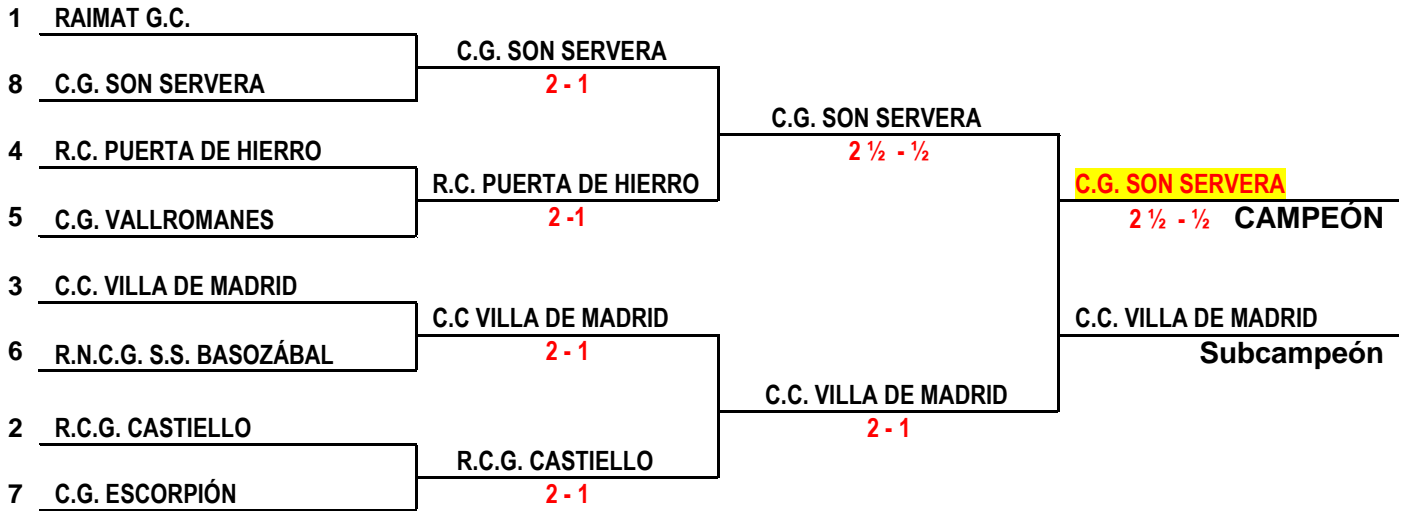 1 RAIMAT G.C.
C.G. SON SERVERA
8 C.G. SON SERVERA
2 - 1
C.G. SON SERVERA
4 R.C. PUERTA DE HIERRO
2 ½ - ½
R.C. PUERTA DE HIERRO
C.G. SON SERVERA
5 C.G. VALLROMANES
2 -1
2 ½ - ½ CAMPEÓN
3 C.C. VILLA DE MADRID
C.C VILLA DE MADRID
C.C. VILLA DE MADRID
6 R.N.C.G. S.S. BASOZÁBAL
2 - 1
Subcampeón
C.C. VILLA DE MADRID
2 R.C.G. CASTIELLO
2 - 1
R.C.G. CASTIELLO
7 C.G. ESCORPIÓN
2 - 1